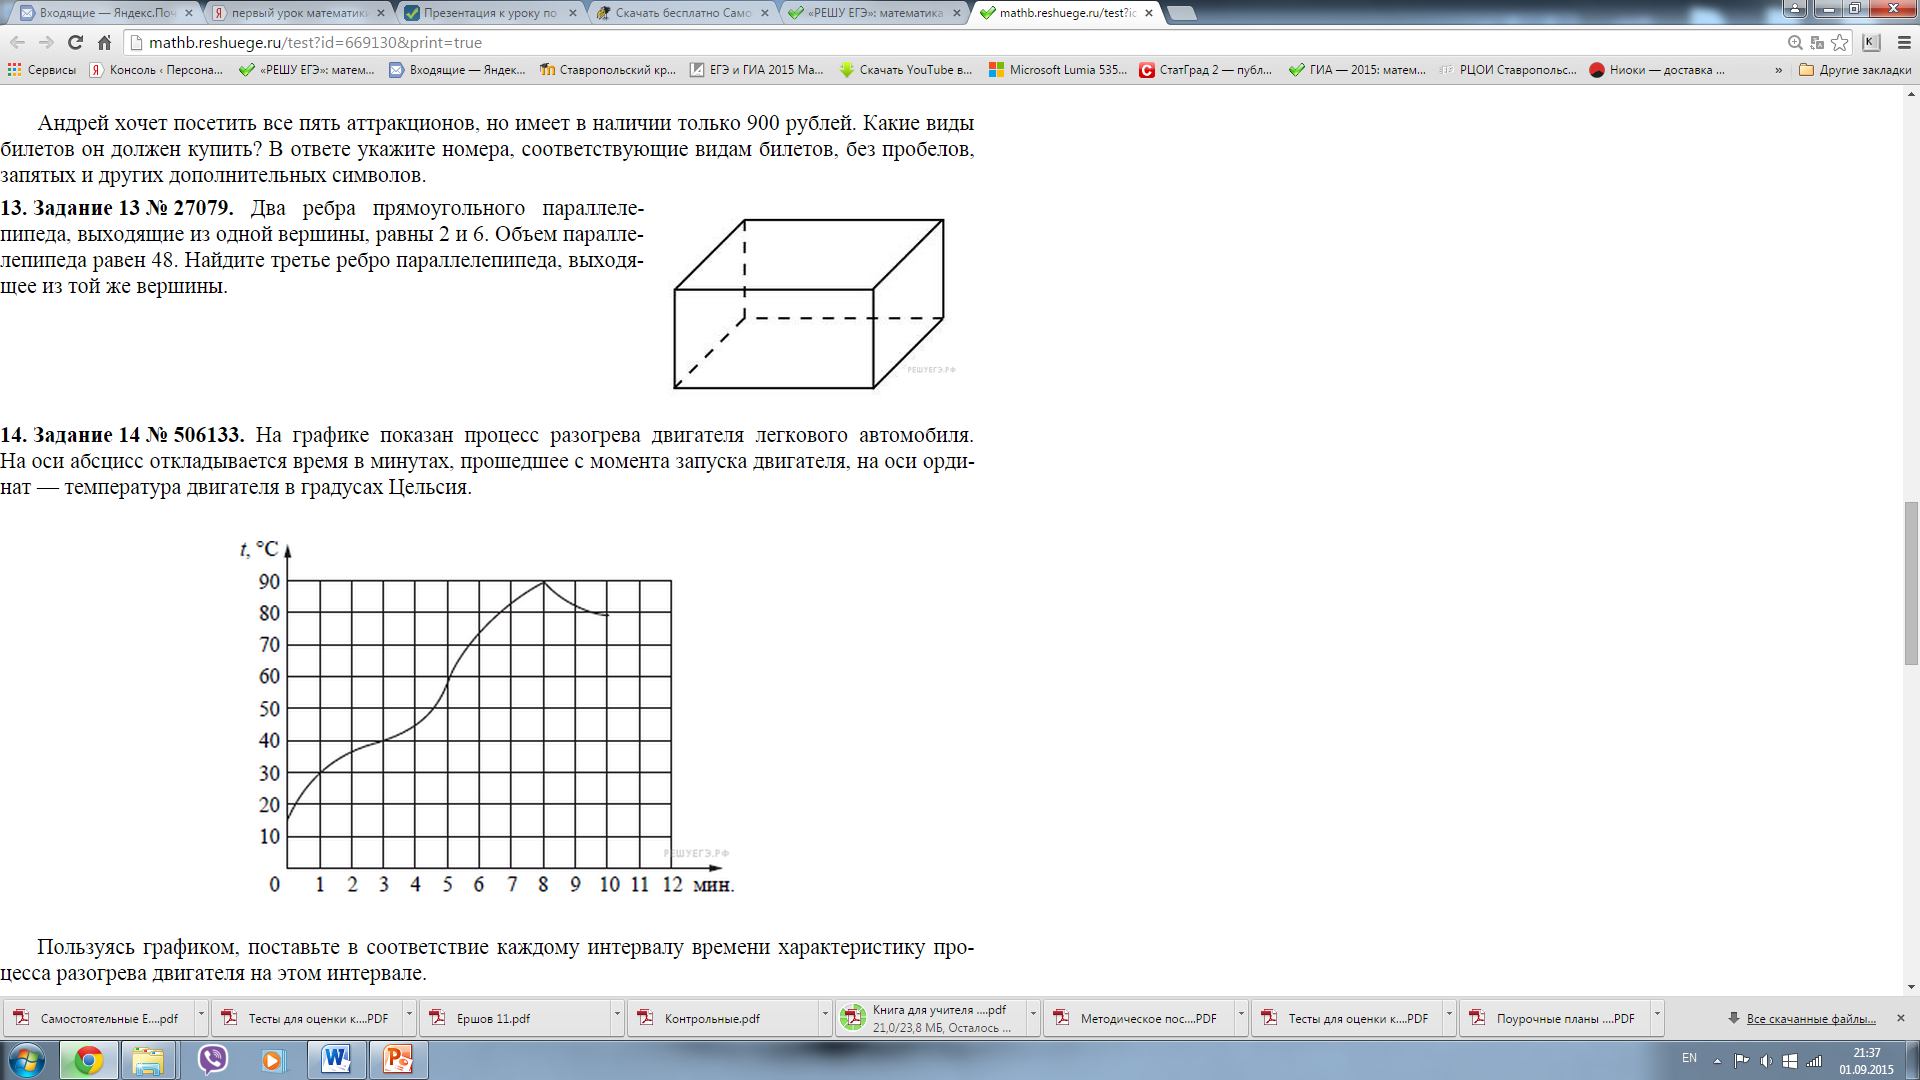 Входящие — Яндекс.Поч
первый урок математики
Презентация к уроку по
Скачать бесплатно Само
«РЕШУ ЕГЭ»: математика
mathb.reshuege.ru/test?id
mathb.reshuege.ru/test?id=669130&print=true
Сервисы
Консоль ‹ Персона...
«РЕШУ ЕГЭ»: матем...
Входящие — Яндек...
Ставропольский кр...
ЕГЭ и ГИА 2015 Ма...
Скачать YouTube в...
Microsoft Lumia 535...
СтатГрад 2 — публ...
ГИА — 2015: матем...
РЦОИ Ставропольс...
Ниоки — доставка ...
»
Другие закладки
Андрей хочет посетить все пять аттракционов, но имеет в наличии только 900 рублей. Какие виды
билетов он должен купить? В ответе укажите номера, соответствующие видам билетов, без пробелов,
запятых и других дополнительных символов.
13. Задание 13 № 27079. Два ребра прямоугольного параллеле-
пипеда, выходящие из одной вершины, равны 2 и 6. Объем паралле-
лепипеда равен 48. Найдите третье ребро параллелепипеда, выходя-
щее из той же вершины.
РЕШУЕГЭ.РФ
14. Задание 14 № 506133. На графике показан процесс разогрева двигателя легкового автомобиля.
На оси абсцисс откладывается время в минутах, прошедшее с момента запуска двигателя, на оси орди-
нат — температура двигателя в градусах Цельсия.
t, °C
90
80
70
60
50
40
30
20
10
РЕШУЕГЭ.РФ
0 1 2 3 4 5 6 7 8 9 10 11 12 мин.
Пользуясь графиком, поставьте в соответствие каждому интервалу времени характеристику про-
цесса разогрева двигателя на этом интервале.
Самостоятельные Е....pdf
Тесты для оценки к....PDF
Ершов 11.pdf
Контрольные.pdf
Книга для учителя ....pdf
21,0/23,8 МБ, Осталось ...
Методическое пос....PDF
Тесты для оценки к....PDF
Поурочные планы ....PDF
Все скачанные файлы...
EN
21:37
01.09.2015